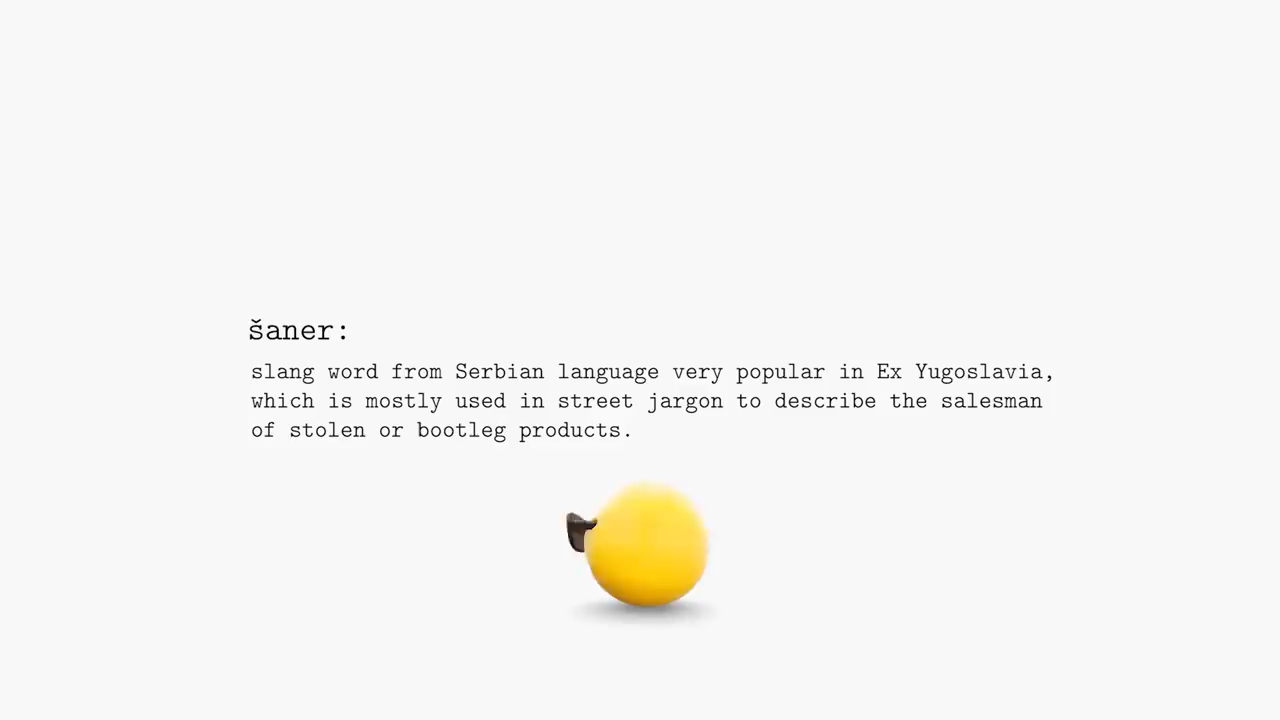 šaner:
slang word from Serbian language very popular in Ex Yugoslavia,
which is mostly used in street jargon to describe the salesman
of stolen or bootleg products.